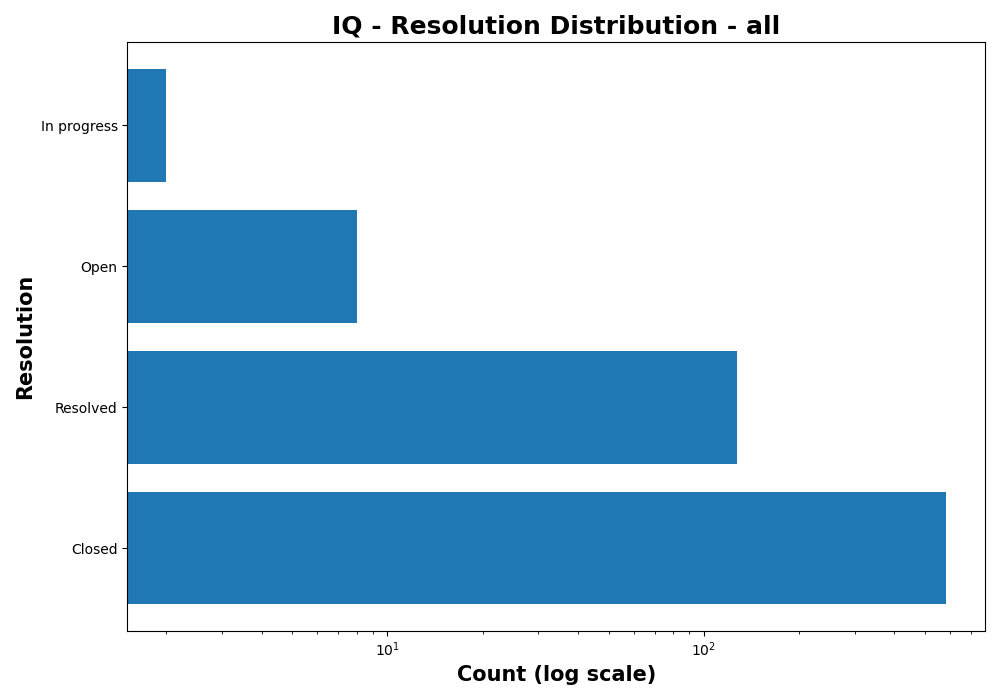 IQ - Resolution Distribution - all
In progress
Open
Resolved
Closed
Resolution
10¹
10²
Count (log scale)